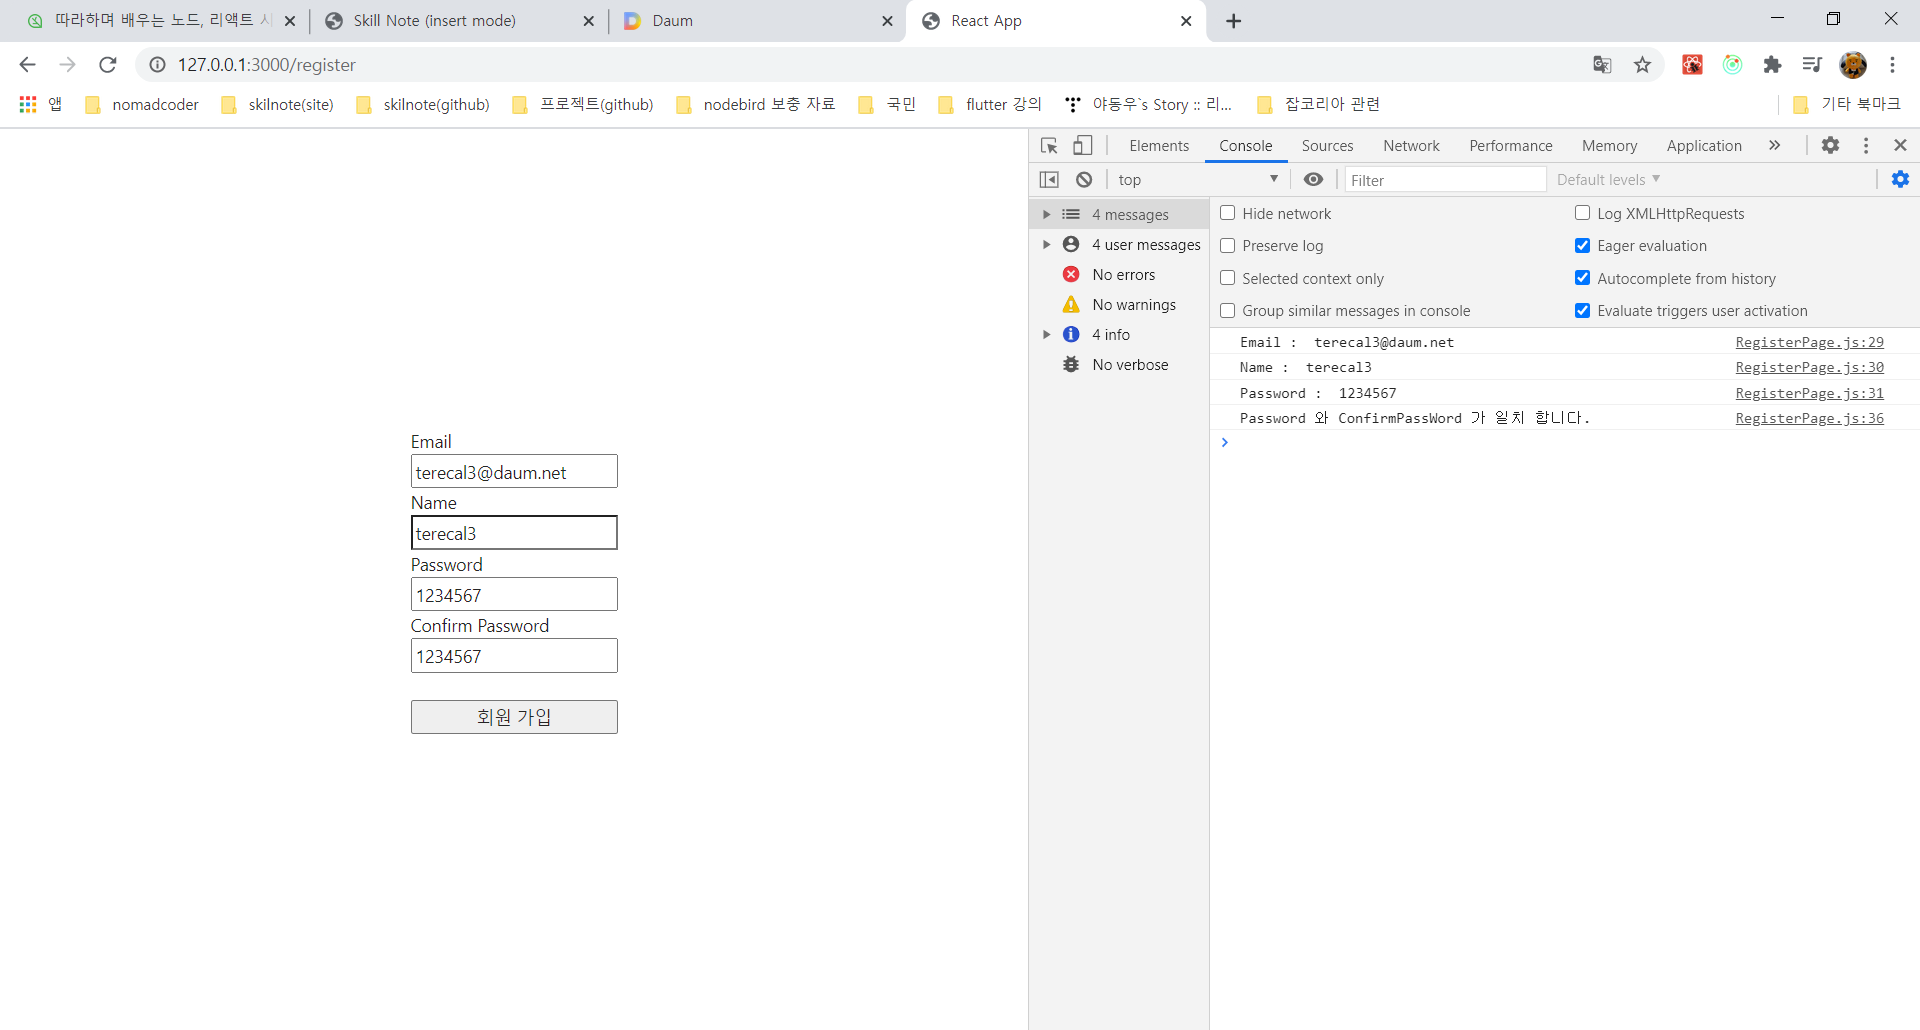 따라하며 배우는 노드, 리액트 시
Skill Note (insert mode)
Daum
React App
127.0.0.1:3000/register
앱
nomadcoder
skilnote(site)
skilnote(github)
프로젝트(github)
nodebird 보충 자료
국민
flutter 강의
야동우`s Story :: 리...
잡코리아 관련
기타 북마크
Elements
Console
Sources
Network
Performance
Memory
Application
top
Filter
Default levels
4 messages
4 user messages
No errors
No warnings
4 info
No verbose
Hide network
Log XMLHttpRequests
Preserve log
Eager evaluation
Selected context only
Autocomplete from history
Group similar messages in console
Evaluate triggers user activation
Email :  terecal3@daum.net RegisterPage.js:29
Name :  terecal3 RegisterPage.js:30
Password :  1234567 RegisterPage.js:31
Password 와 ConfirmPassWord 가 일치 합니다. RegisterPage.js:36
Email
terecal3@daum.net
Name
terecal3
Password
1234567
Confirm Password
1234567
회원 가입